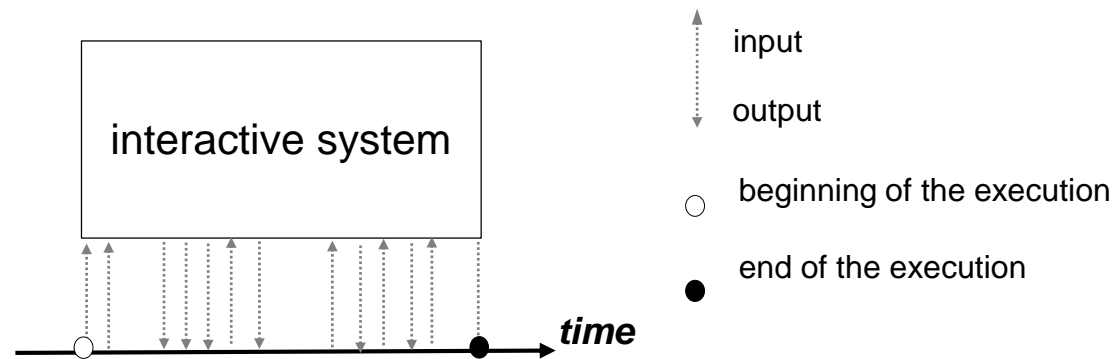 interactive system
time
input
output
beginning of the execution
end of the execution